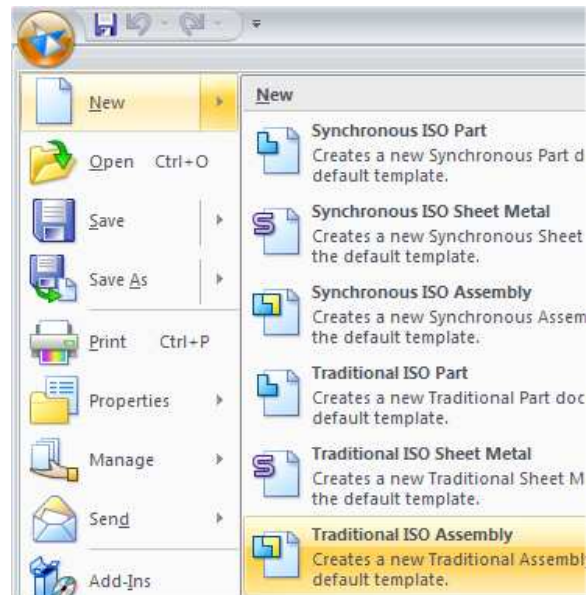 New
Open Ctrl+O
Save
Save As
Print Ctrl+P
Properties
Manage
Send
Add-Ins
New
Synchronous ISO Part
Creates a new Synchronous Part d
default template.
Synchronous ISO Sheet Metal
Creates a new Synchronous Sheet
the default template.
Synchronous ISO Assembly
Creates a new Synchronous Assem
the default template.
Traditional ISO Part
Creates a new Traditional Part doc
default template.
Traditional ISO Sheet Metal
Creates a new Traditional Sheet M
the default template.
Traditional ISO Assembly
Creates a new Traditional Assembl
default template.